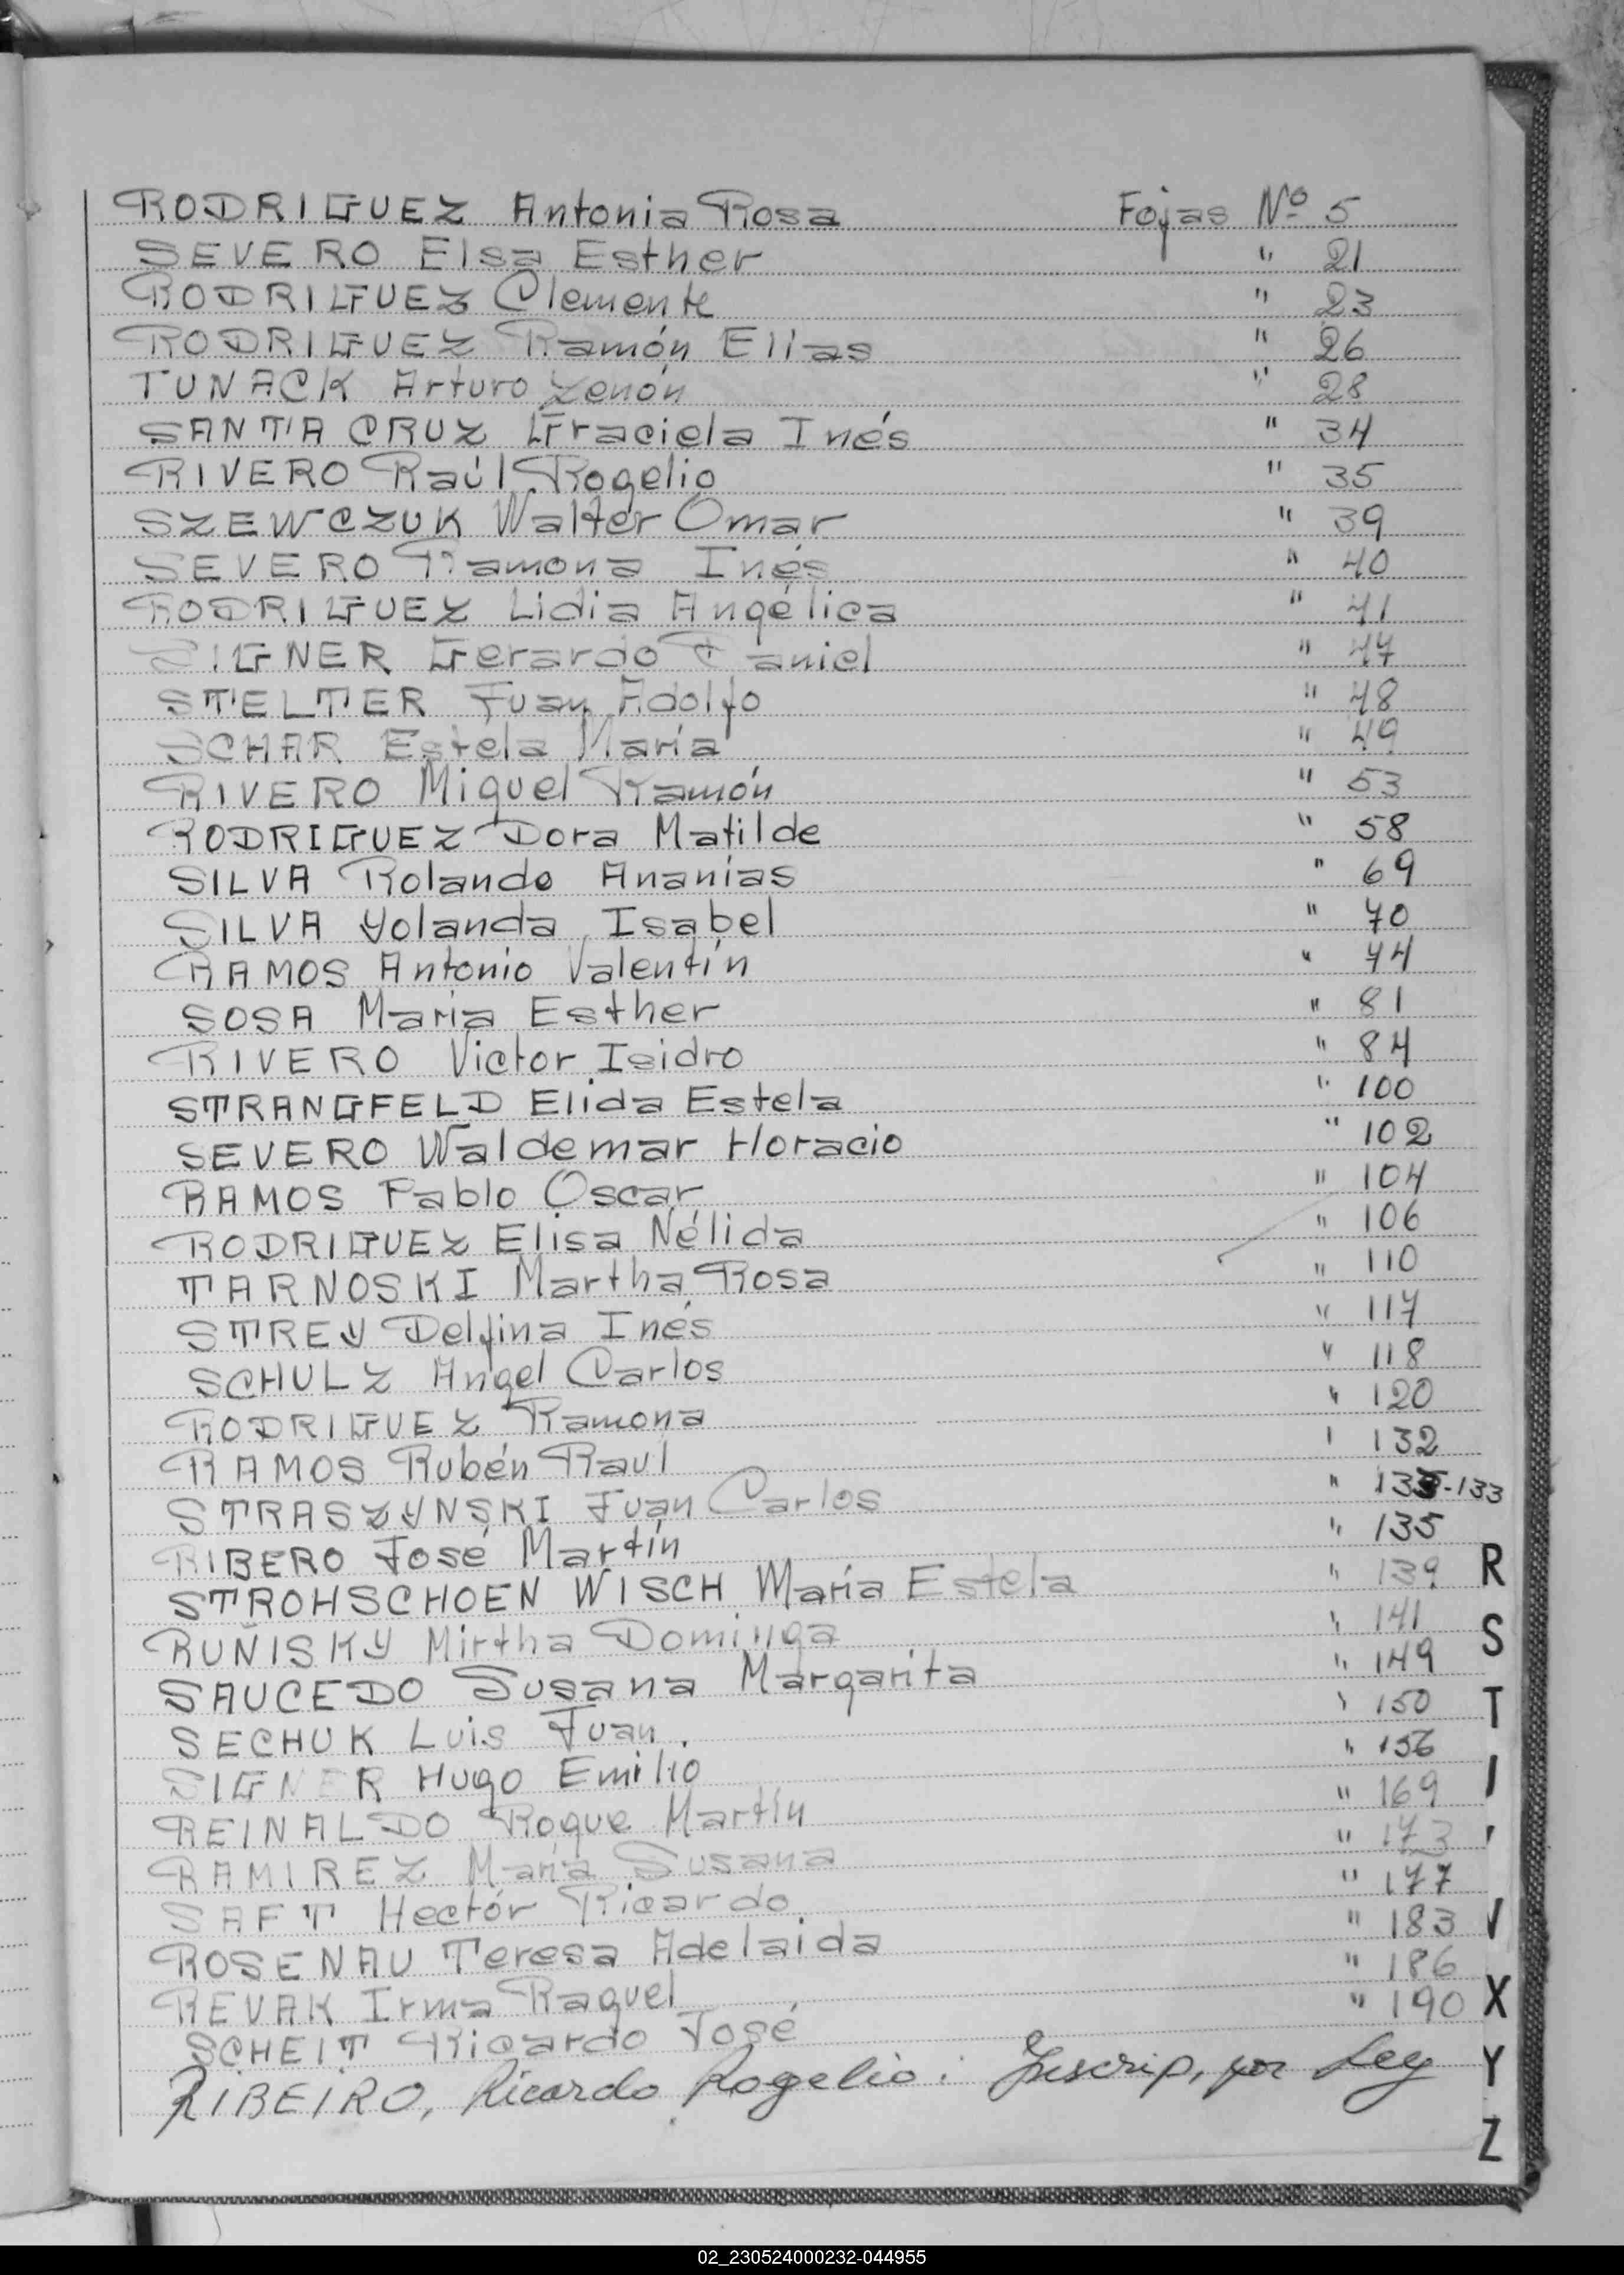 RODRIGUEZ Antonia Rosa Fojas Nº 5
SEVERO Elsa Esther " 21
RODRIGUEZ Clemente " 23
RODRIGUEZ Ramón Elias " 26
TUNACK Arturo Zenón " 28
SANTA CRUZ Graciela Inés " 34
RIVERO Raúl Rogelio " 35
SZEWCZUK Walter Omar " 39
SEVERO Ramona Inés " 40
RODRIGUEZ Lidia Angélica " 41
SIGNER Gerardo Daniel " 47
STELTER Juan Adolfo " 48
SCHAR Estela María " 49
RIVERO Miguel Ramón " 53
RODRIGUEZ Dora Matilde " 58
SILVA Rolando Ananías " 69
SILVA Yolanda Isabel " 70
RAMOS Antonio Valentín " 74
SOSA María Esther " 81
RIVERO Victor Isidro " 84
STRANGFELD Elida Estela " 100
SEVERO Waldemar Horacio " 102
RAMOS Pablo Oscar " 104
RODRIGUEZ Elisa Nélida " 106
TARNOSKI Martha Rosa " 110
STREY Delfina Inés " 117
SCHULZ Angel Carlos " 118
RODRIGUEZ Ramona " 120
RAMOS Rubén Raul " 132
STRASZYNSKI Juan Carlos " -133
RIBERO José Martín " 135
STROHSCHOEN WISCH María Estela " 139
RUÑISKY Mirtha Dominga " 141
SAUCEDO Susana Margarita " 149
SECHUK Luis Juan. " 150
SIGNER Hugo Emilio " 156
REINALDO Roque Martín " 169
RAMIREZ María Susana " 173
SAFT Hectór Ricardo " 177
ROSENAU Teresa Adelaida " 183
REVAK Irma Raquel " 186
SCHEIT Ricardo José " 190
RIBEIRO, Ricardo Rogelio: Inscrip, por Ley
R
S
T
V
X
Y
Z
02_230524000232-044955